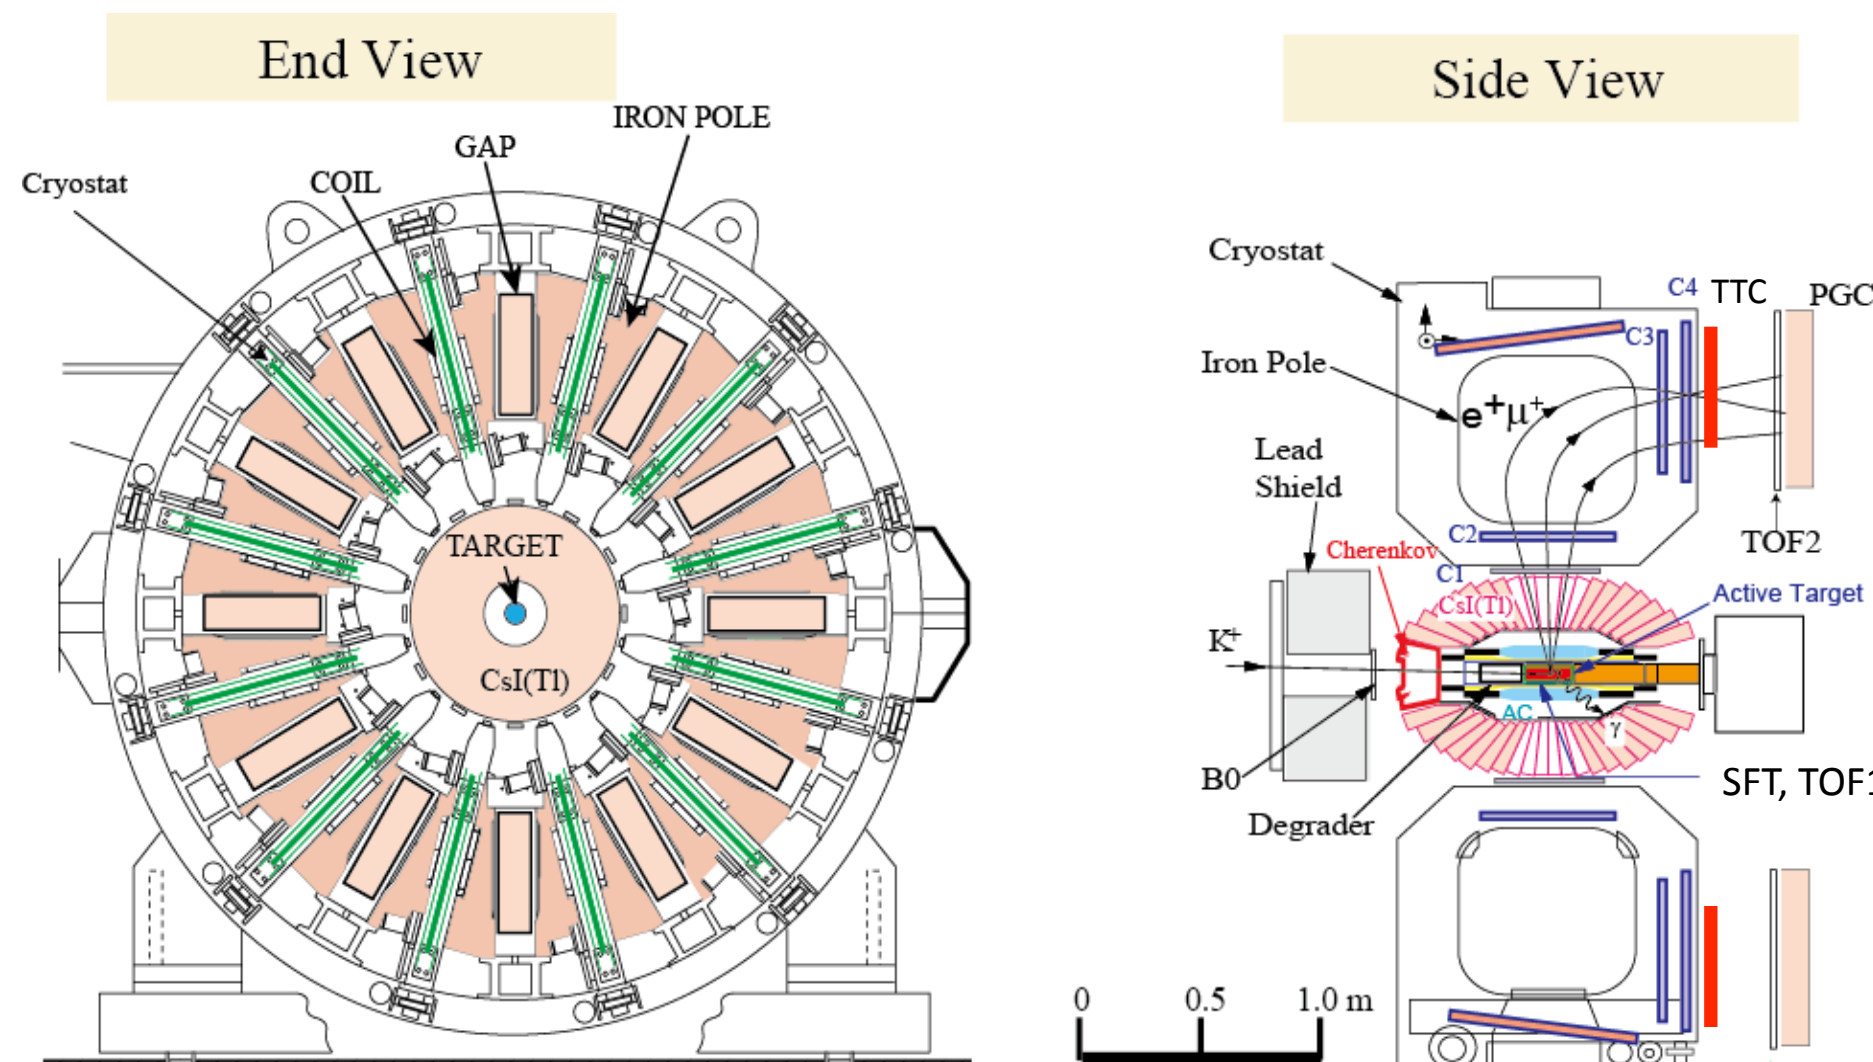 End View
IRON POLE
GAP
COIL
Cryostat
TARGET
CsI(Tl)
Side View
Cryostat
C4
TTC
PGC
C3
Iron Pole
e+
μ+
Lead
Shield
C2
TOF2
Cherenkov
C1
CsI(Tl)
Active Target
K+
AC
γ
B0
SFT, TOF1
Degrader
0 0.5 1.0 m